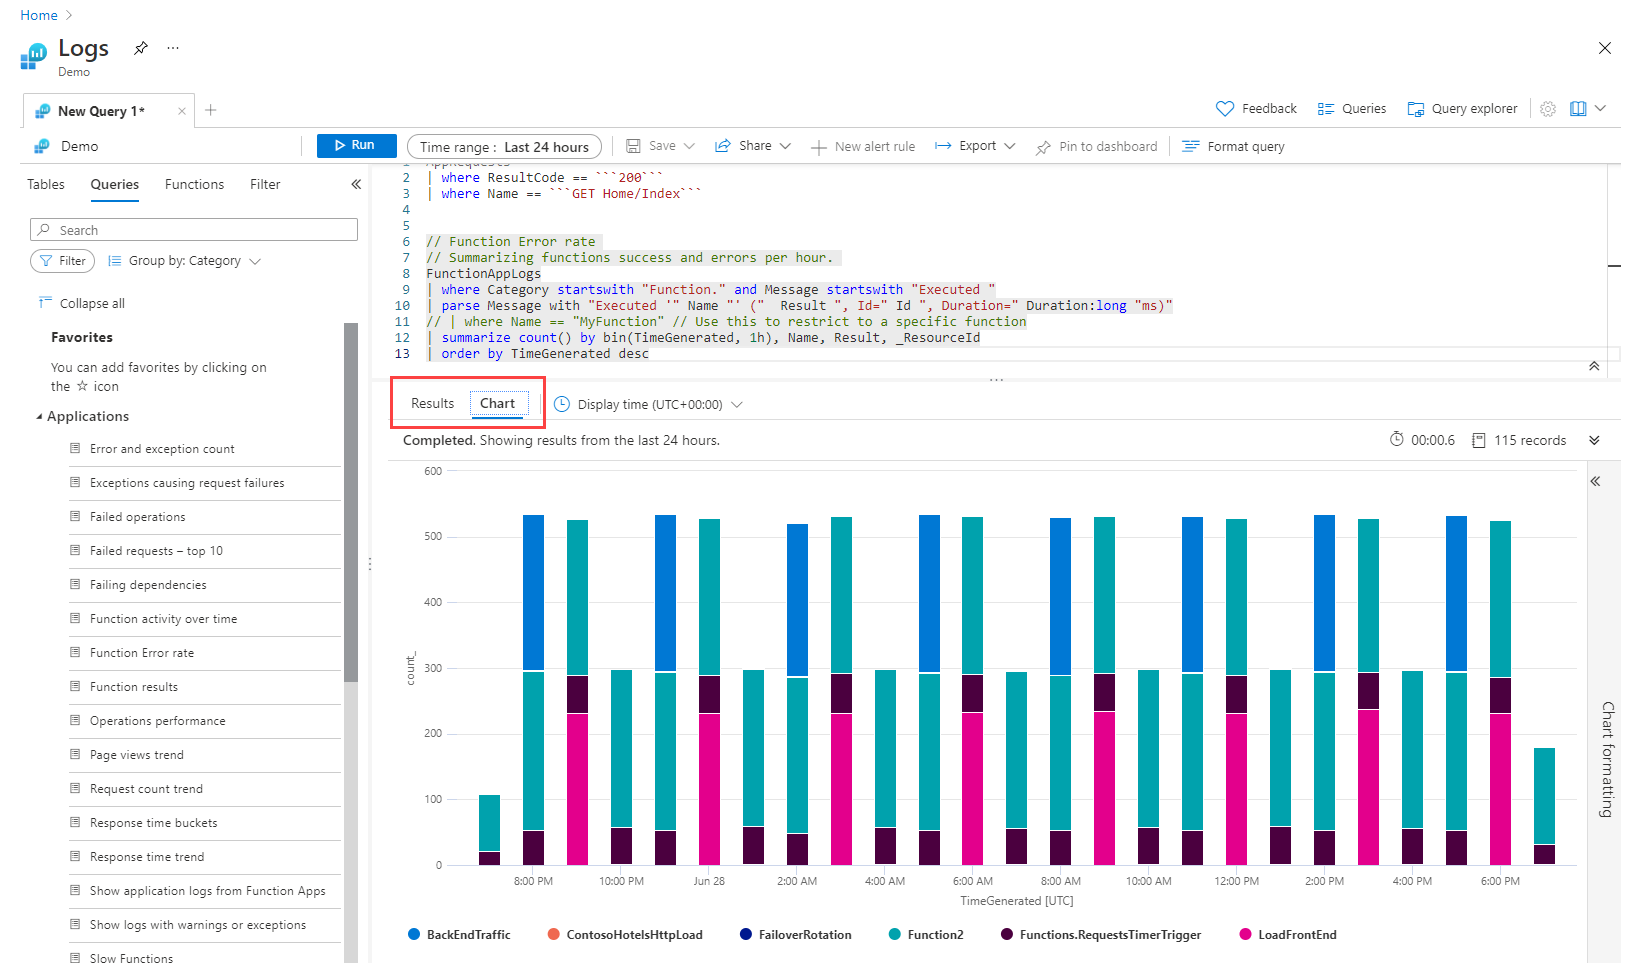 Home
Logs
Demo
New Query 1*
Feedback
Queries
Query explorer
Demo
Run
Time range : Last 24 hours
Save
Share
New alert rule
Export
Pin to dashboard
Format query
Tables
Queries
Functions
Filter
Search
Filter
Group by: Category
Collapse all
Favorites
You can add favorites by clicking on
the ☆ icon
Applications
Error and exception count
Exceptions causing request failures
Failed operations
Failed requests – top 10
Failing dependencies
Function activity over time
Function Error rate
Function results
Operations performance
Page views trend
Request count trend
Response time buckets
Response time trend
Show application logs from Function Apps
Show logs with warnings or exceptions
Slow Functions
1 AppRequests
2 | where ResultCode == ```200```
3 | where Name == ```GET Home/Index```
4
5
6 // Function Error rate
7 // Summarizing functions success and errors per hour.
8 FunctionAppLogs
9 | where Category startswith "Function." and Message startswith "Executed "
10 | parse Message with "Executed '" Name "' (" Result ", Id=" Id ", Duration=" Duration:long "ms)"
11 // | where Name == "MyFunction" // Use this to restrict to a specific function
12 | summarize count() by bin(TimeGenerated, 1h), Name, Result, _ResourceId
13 | order by TimeGenerated desc
Results
Chart
Display time (UTC+00:00)
Completed. Showing results from the last 24 hours.
00:00.6
115 records
600
500
400
300
200
100
0
count_
8:00 PM
10:00 PM
Jun 28
2:00 AM
4:00 AM
6:00 AM
8:00 AM
10:00 AM
12:00 PM
2:00 PM
4:00 PM
6:00 PM
TimeGenerated [UTC]
BackEndTraffic
ContosoHotelsHttpLoad
FailoverRotation
Function2
Functions.RequestsTimerTrigger
LoadFrontEnd
Chart formatting